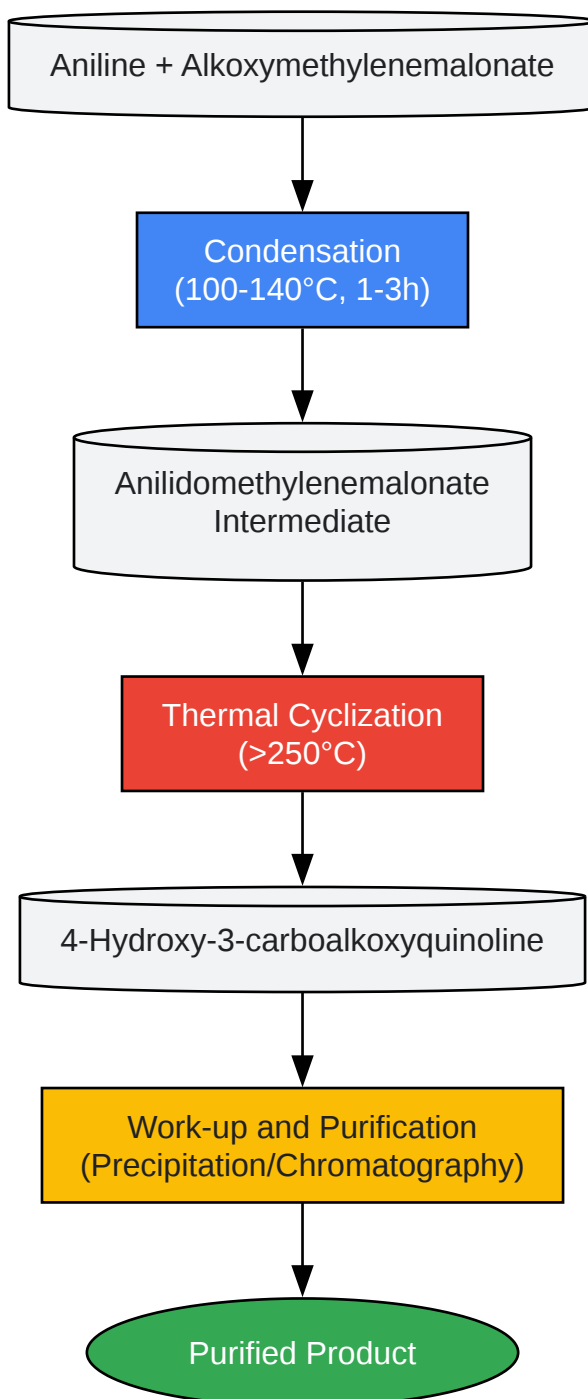 Aniline + Alkoxymethylenemalonate
Condensation
(100-140°C, 1-3h)
Anilidomethylenemalonate
Intermediate
Thermal Cyclization
(>250°C)
4-Hydroxy-3-carboalkoxyquinoline
Work-up and Purification
(Precipitation/Chromatography)
Purified Product